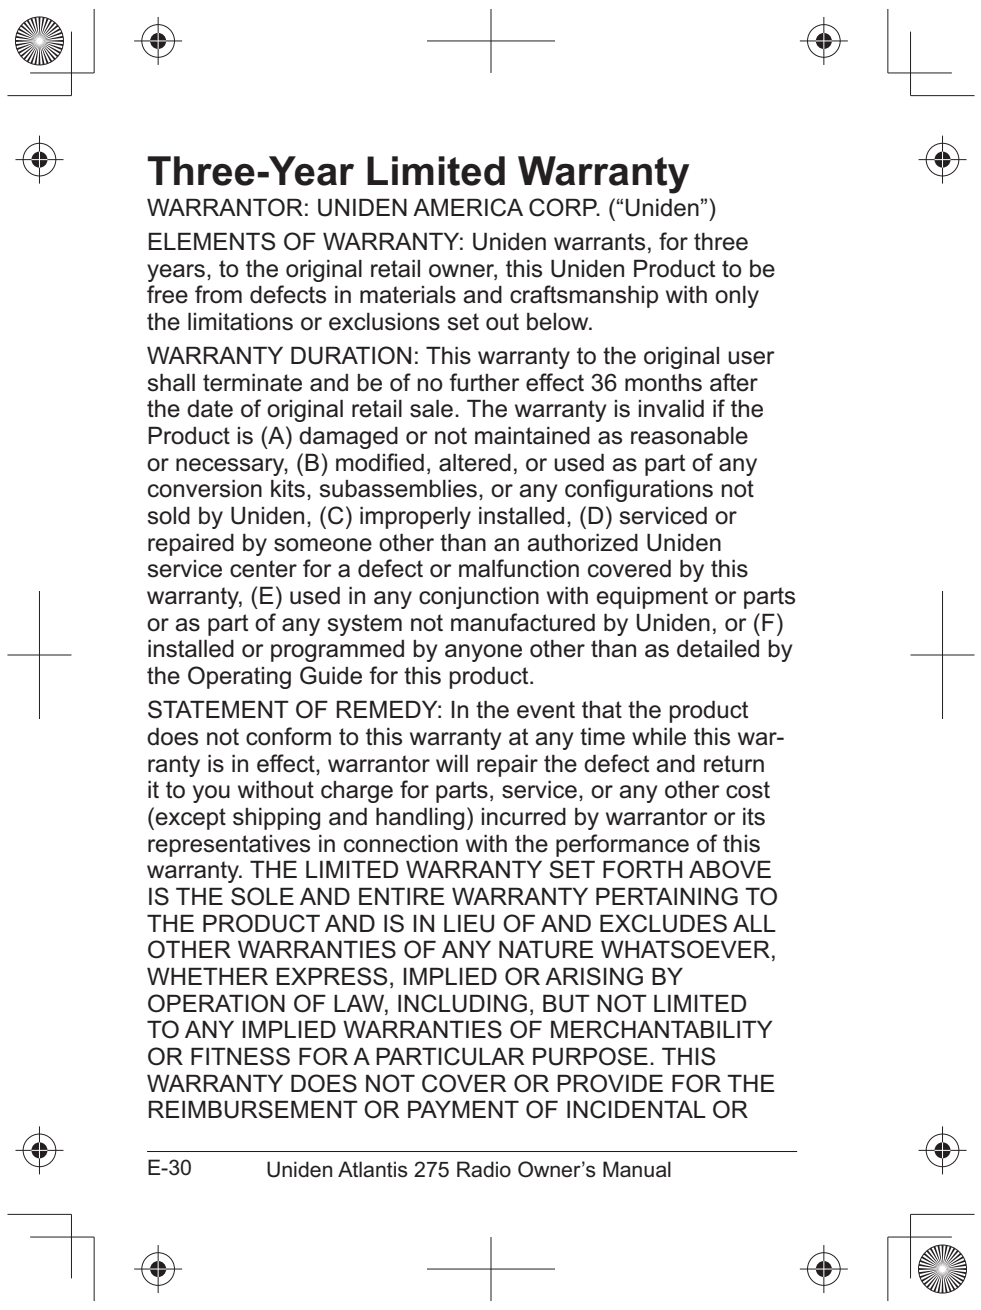 Three-Year Limited Warranty
WARRANTOR: UNIDEN AMERICA CORP. (“Uniden”)
ELEMENTS OF WARRANTY: Uniden warrants, for three
years, to the original retail owner, this Uniden Product to be
free from defects in materials and craftsmanship with only
the limitations or exclusions set out below.
WARRANTY DURATION: This warranty to the original user
shall terminate and be of no further effect 36 months after
the date of original retail sale. The warranty is invalid if the
Product is (A) damaged or not maintained as reasonable
or necessary, (B) modified, altered, or used as part of any
conversion kits, subassemblies, or any configurations not
sold by Uniden, (C) improperly installed, (D) serviced or
repaired by someone other than an authorized Uniden
service center for a defect or malfunction covered by this
warranty, (E) used in any conjunction with equipment or parts
or as part of any system not manufactured by Uniden, or (F)
installed or programmed by anyone other than as detailed by
the Operating Guide for this product.
STATEMENT OF REMEDY: In the event that the product
does not conform to this warranty at any time while this war-
ranty is in effect, warrantor will repair the defect and return
it to you without charge for parts, service, or any other cost
(except shipping and handling) incurred by warrantor or its
representatives in connection with the performance of this
warranty. THE LIMITED WARRANTY SET FORTH ABOVE
IS THE SOLE AND ENTIRE WARRANTY PERTAINING TO
THE PRODUCT AND IS IN LIEU OF AND EXCLUDES ALL
OTHER WARRANTIES OF ANY NATURE WHATSOEVER,
WHETHER EXPRESS, IMPLIED OR ARISING BY
OPERATION OF LAW, INCLUDING, BUT NOT LIMITED
TO ANY IMPLIED WARRANTIES OF MERCHANTABILITY
OR FITNESS FOR A PARTICULAR PURPOSE. THIS
WARRANTY DOES NOT COVER OR PROVIDE FOR THE
REIMBURSEMENT OR PAYMENT OF INCIDENTAL OR
E-30 Uniden Atlantis 275 Radio Owner’s Manual